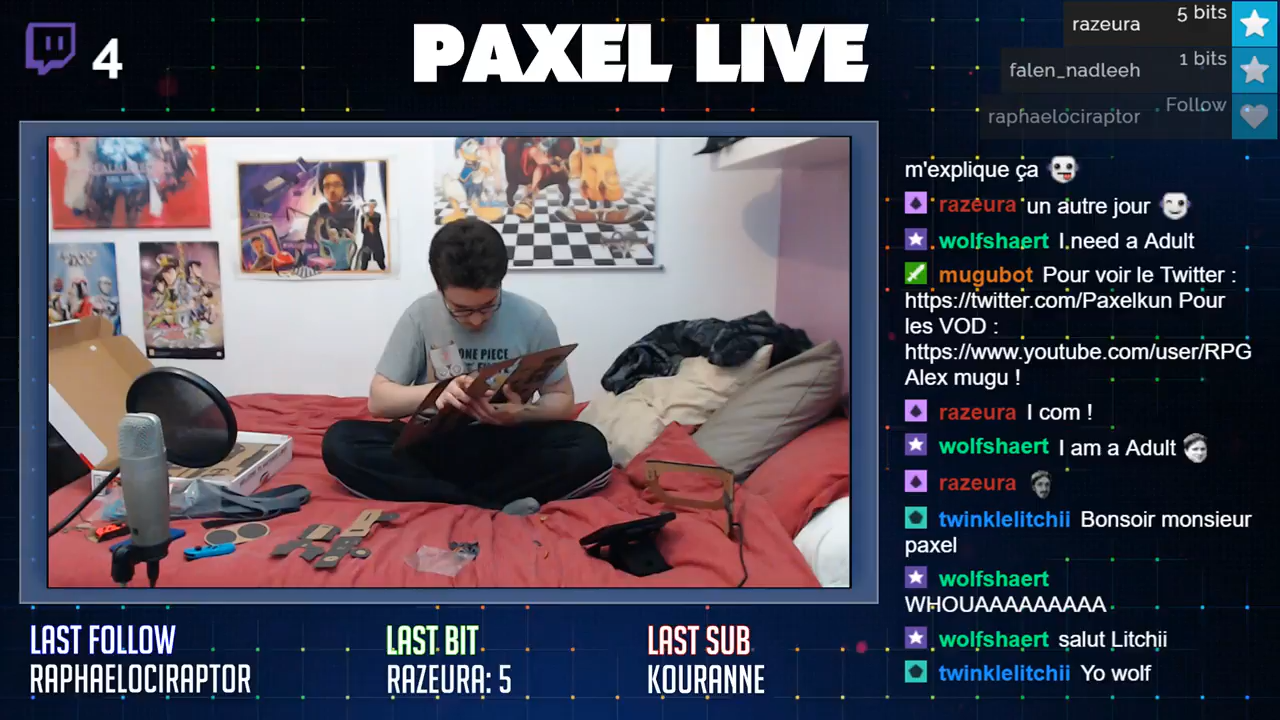 4
PAXEL LIVE
razeura 5 bits
falen_nadleeh 1 bits
raphaelociraptor Follow
ONE PIECE
m'explique ça
razeura un autre jour
wolfshaert I need a Adult
mugubot Pour voir le Twitter :
https://twitter.com/Paxelkun Pour
les VOD :
https://www.youtube.com/user/RPG
Alex mugu !
razeura I com !
wolfshaert I am a Adult
razeura
twinklelitchii Bonsoir monsieur
paxel
wolfshaert
WHOUAAAAAAAAA
wolfshaert salut Litchii
twinklelitchii Yo wolf
LAST FOLLOW
RAPHAELOCIRAPTOR
LAST BIT
RAZEURA: 5
LAST SUB
KOURANNE